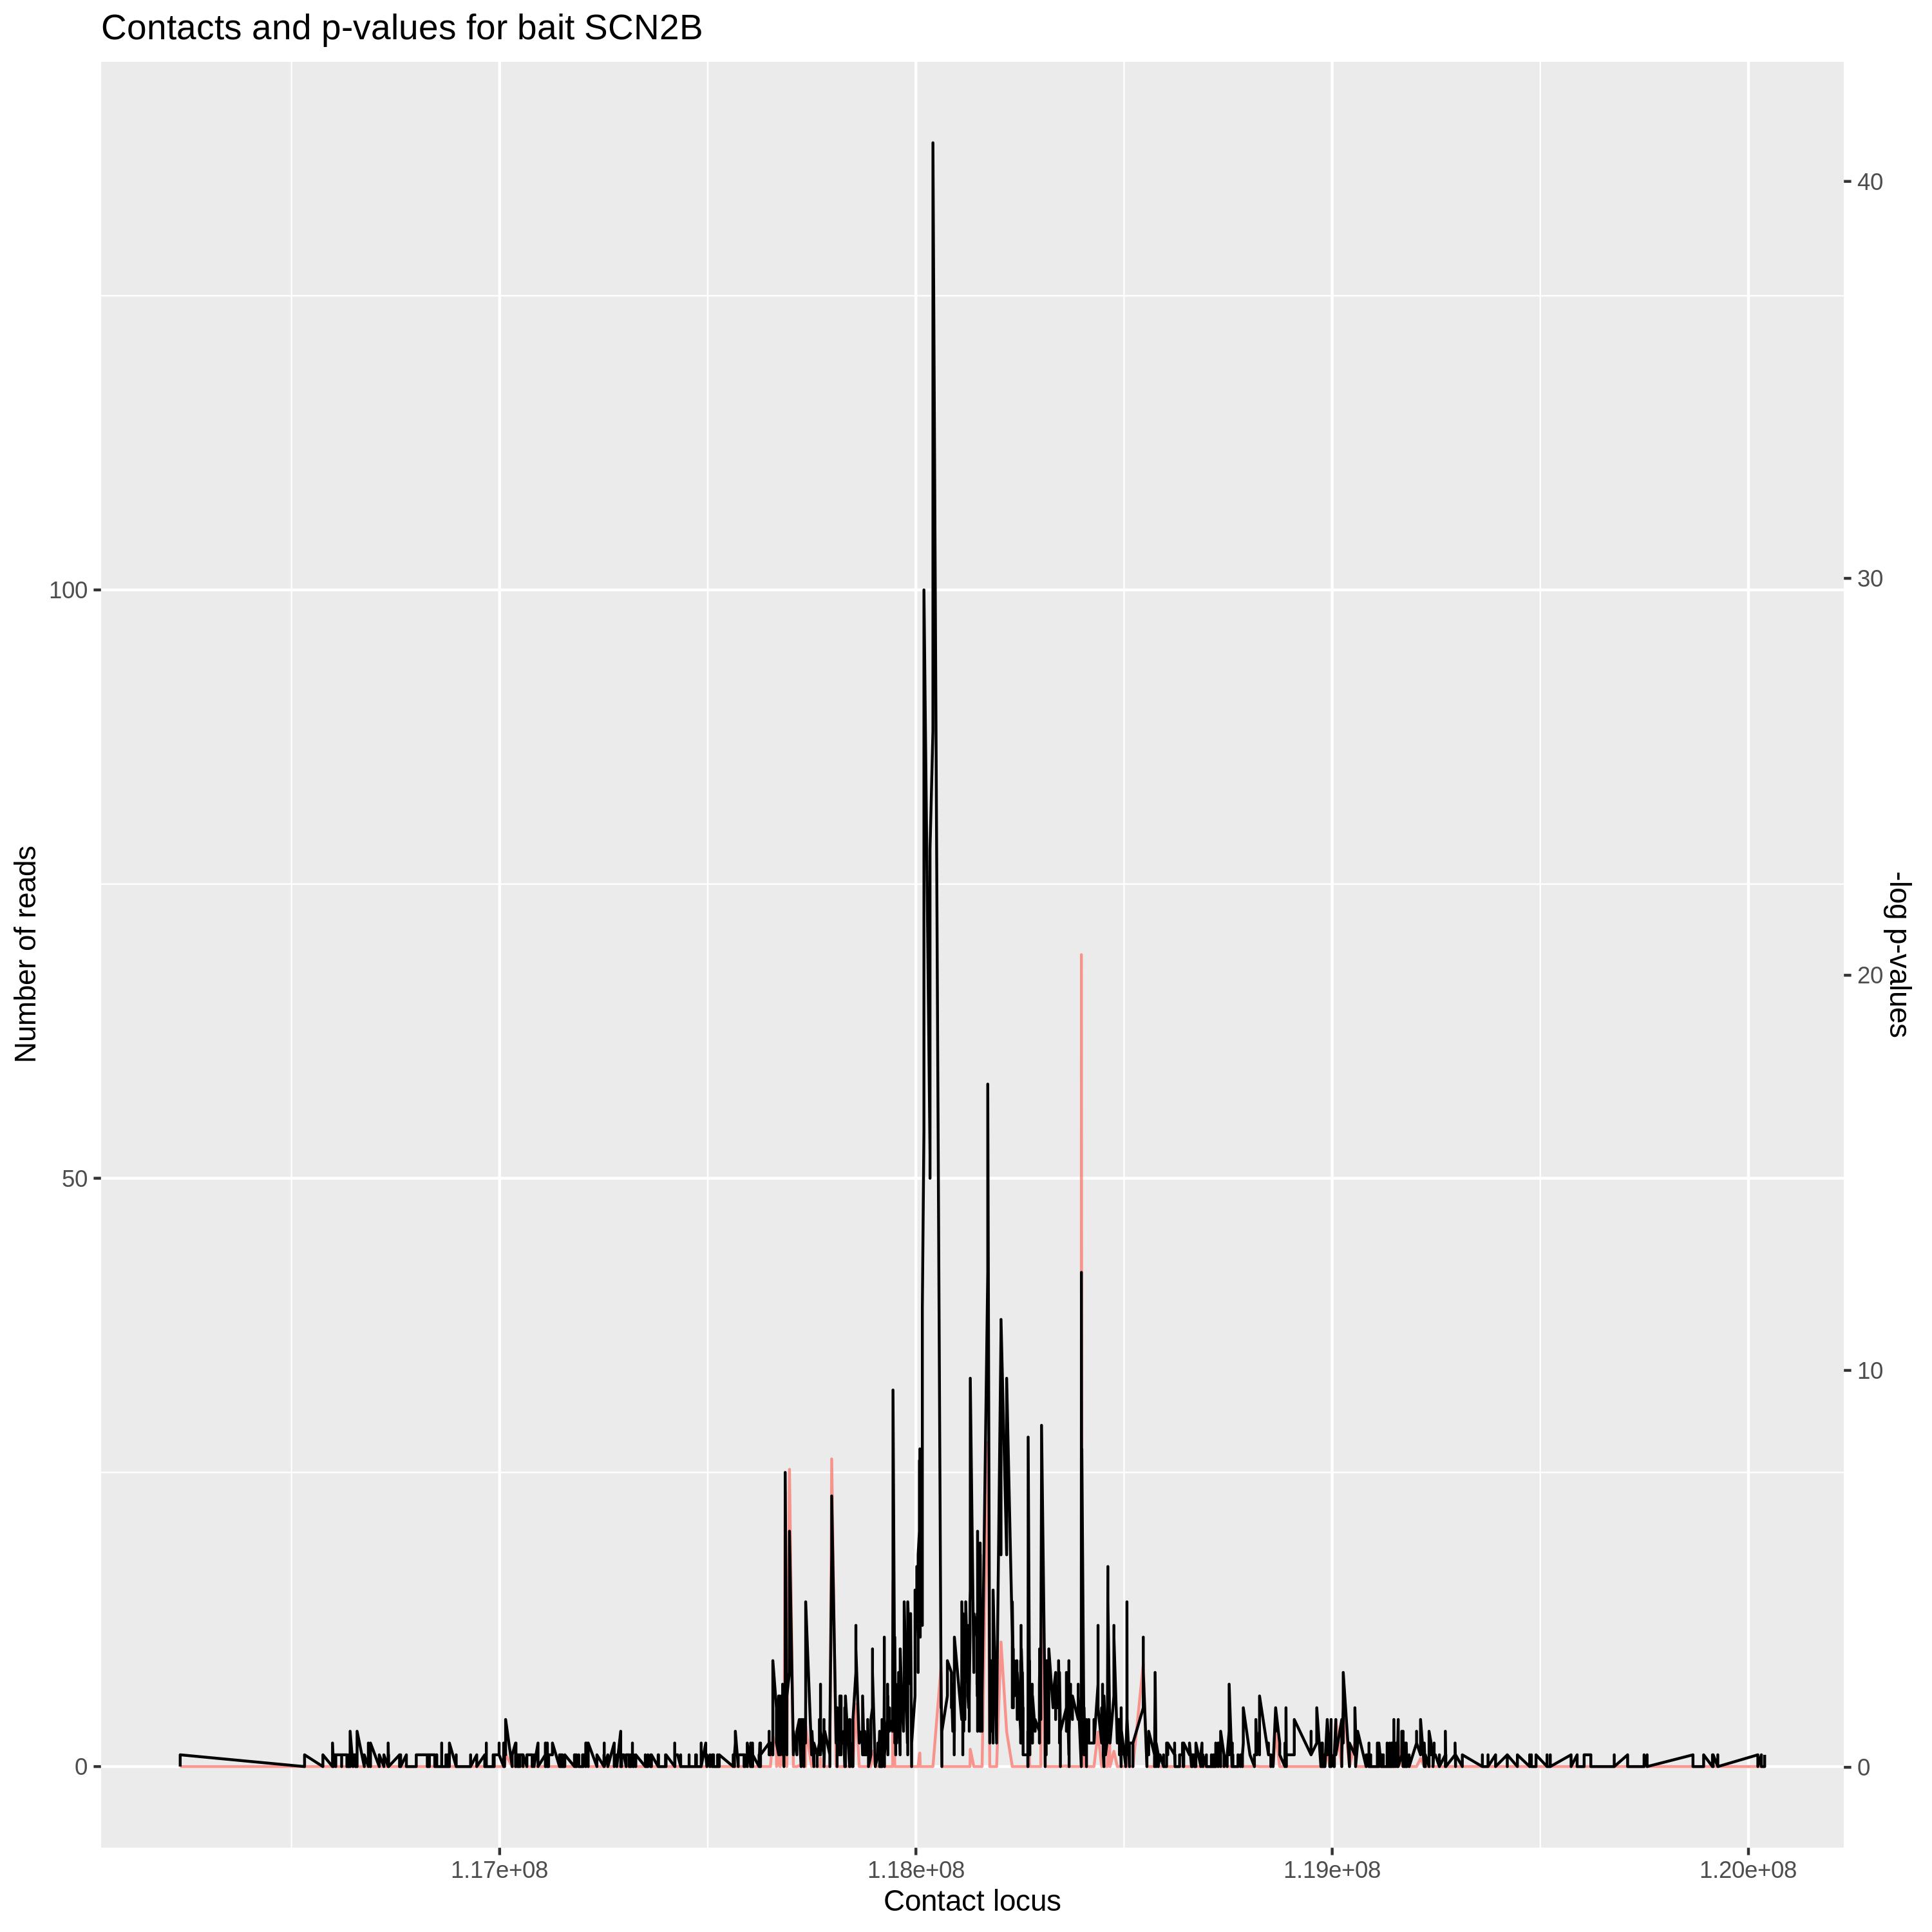 Contacts and p-values for bait SCN2B
Number of reads
100
50
0
40
30
20
10
0
-log p-values
1.17e+08
1.18e+08
1.19e+08
1.20e+08
Contact locus